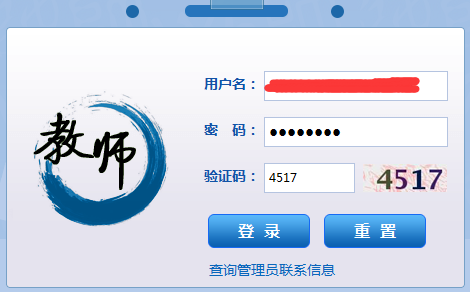 教师
用户名：
密 码： ●●●●●●●●
验证码： 4517 4517
登 录 重 置
查询管理员联系信息